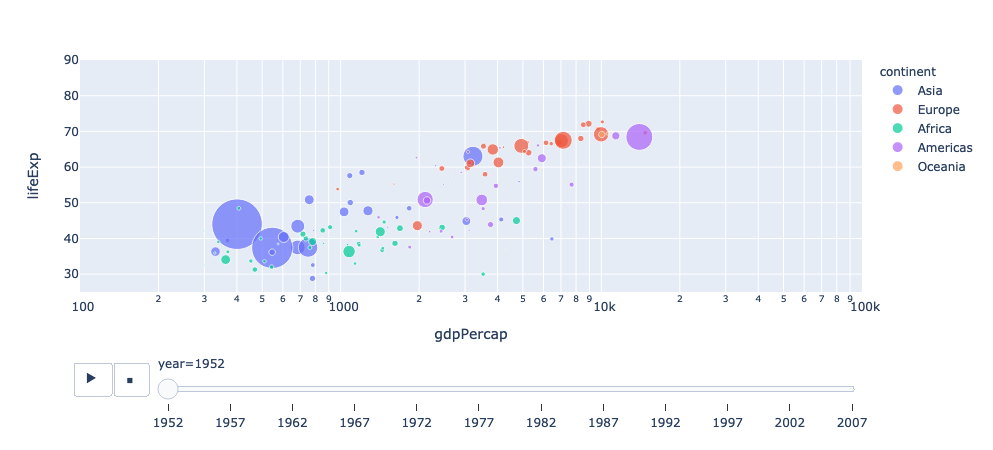 90
80
70
60
50
40
30
lifeExp
2 3 4 5 6 7 8 9 2 3 4 5 6 7 8 9 2 3 4 5 6 7 8 9
100 1000 10k 100k
gdpPercap
continent
Asia
Europe
Africa
Americas
Oceania
year=1952
1952 1957 1962 1967 1972 1977 1982 1987 1992 1997 2002 2007